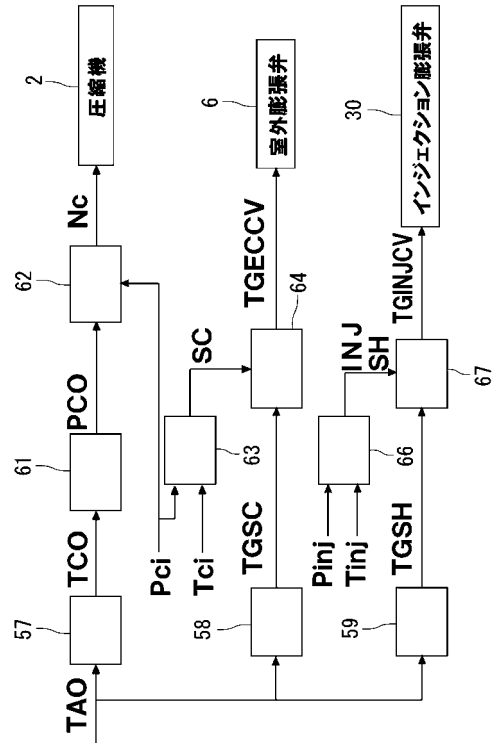 TAO
57
TCO
61
PCO
62
Nc
2
圧縮機
Pci
Tci
63
SC
58
TGSC
64
TGECCV
6
室外膨張弁
Pinj
Tinj
66
INJ
SH
59
TGSH
67
TGINJCV
30
インジェクション膨張弁